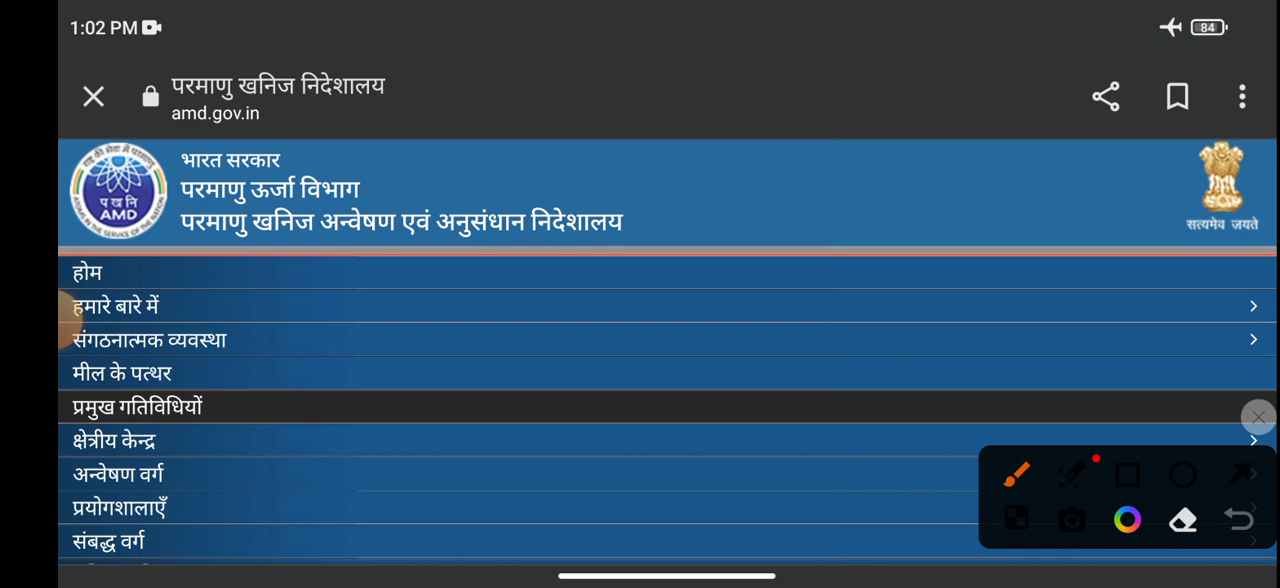 1:02 PM
84
परमाणु खनिज निदेशालय
amd.gov.in
भारत सरकार
परमाणु ऊर्जा विभाग
परमाणु खनिज अन्वेषण एवं अनुसंधान निदेशालय
प ख नि
AMD
सत्यमेव जयते
होम
हमारे बारे में
संगठनात्मक व्यवस्था
मील के पत्थर
प्रमुख गतिविधियों
क्षेत्रीय केन्द्र
अन्वेषण वर्ग
प्रयोगशालाएँ
संबद्ध वर्ग